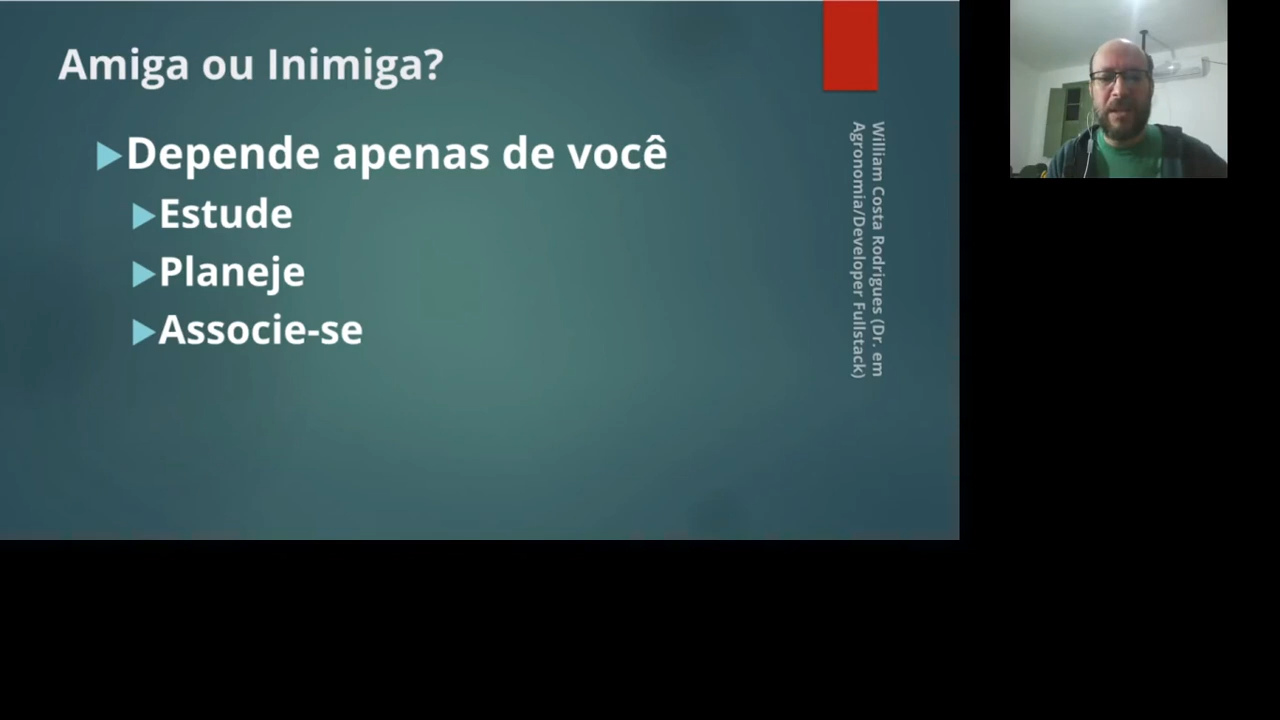 Amiga ou Inimiga?
Depende apenas de você
Estude
Planeje
Associe-se
William Costa Rodrigues (Dr. em
Agronomia/Developer Fullstack)